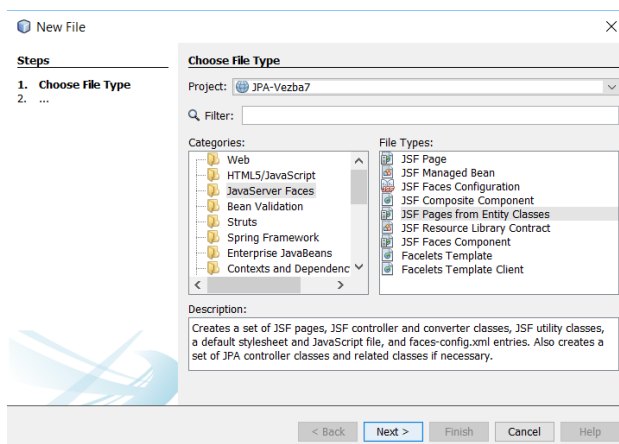 New File
Steps
1. Choose File Type
2. ...
Choose File Type
Project: JPA-Vezba7
Filter:
Categories:
Web
HTML5/JavaScript
JavaServer Faces
Bean Validation
Struts
Spring Framework
Enterprise JavaBeans
Contexts and Dependenc
File Types:
JSF Page
JSF Managed Bean
JSF Faces Configuration
JSF Composite Component
JSF Pages from Entity Classes
JSF Resource Library Contract
JSF Faces Component
Facelets Template
Facelets Template Client
Description:
Creates a set of JSF pages, JSF controller and converter classes, JSF utility classes,
a default stylesheet and JavaScript file, and faces-config.xml entries. Also creates a
set of JPA controller classes and related classes if necessary.
< Back
Next >
Finish
Cancel
Help